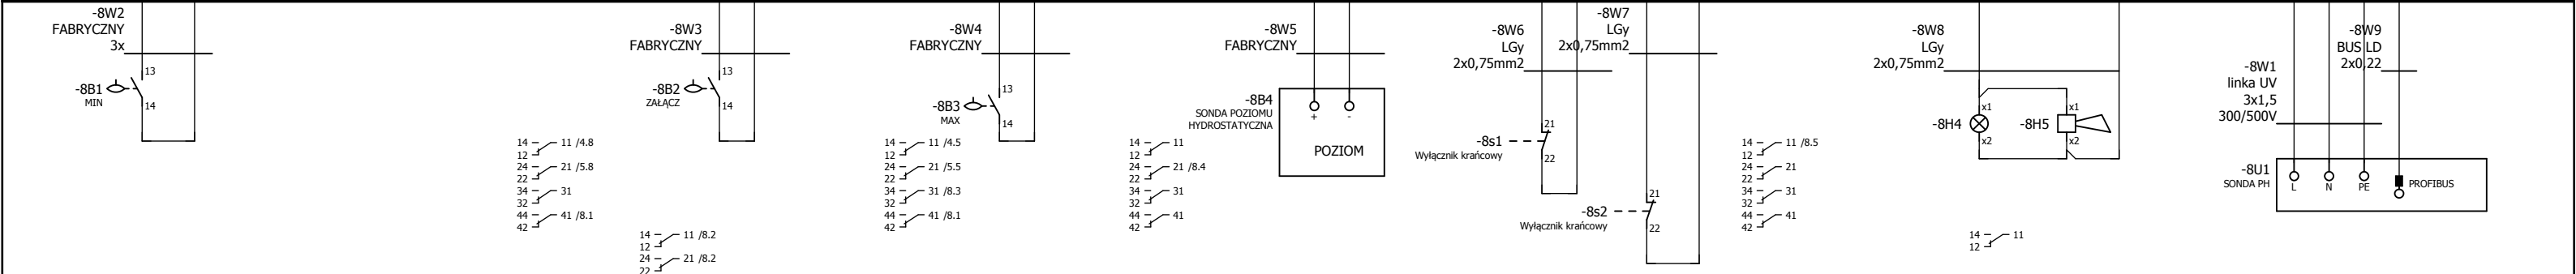 -8W2
FABRYCZNY
3x
13
-8B1
MIN
14
14
11 /4.8
12
24
21 /5.8
22
34
31
32
44
41 /8.1
42
-8W3
FABRYCZNY
13
-8B2
ZAŁĄCZ
14
14
11 /8.2
12
24
21 /8.2
22
-8W4
FABRYCZNY
13
-8B3
MAX
14
14
11 /4.5
12
24
21 /5.5
22
34
31 /8.3
32
44
41 /8.1
42
-8W5
FABRYCZNY
-8B4
SONDA POZIOMU
HYDROSTATYCZNA
+
-
POZIOM
14
11
12
24
21 /8.4
22
34
31
32
44
41
42
-8W6
LGy
2x0,75mm2
21
-8s1
Wyłącznik krańcowy
22
-8W7
LGy
2x0,75mm2
21
-8s2
Wyłącznik krańcowy
22
14
11 /8.5
12
24
21
22
34
31
32
44
41
42
-8W8
LGy
2x0,75mm2
x1
-8H4
x2
x1
-8H5
x2
14
11
12
-8W1
linka UV
3x1,5
300/500V
-8W9
BUS LD
2x0,22
-8U1
SONDA PH
L
N
PE
PROFIBUS